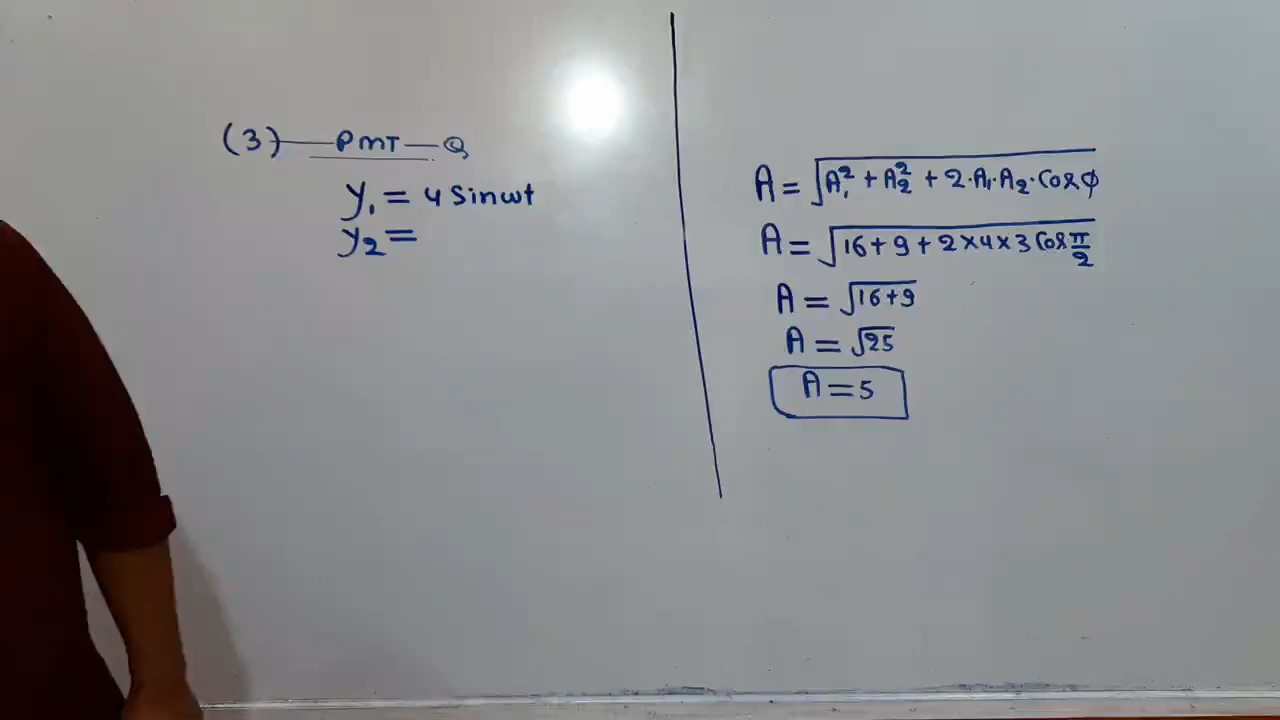 (3) — PMT — Q
y₁ = 4 Sinωt
y₂ =
A = √A₁² + A₂² + 2·A₁·A₂·Cosφ
A = √16 + 9 + 2×4×3 Cos π/2
A = √16+9
A = √25
A = 5